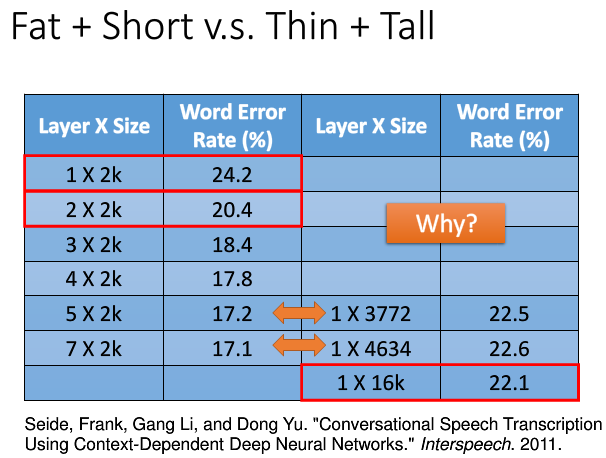 Fat + Short v.s. Thin + Tall
Layer X Size Word Error Rate (%) Layer X Size Word Error Rate (%)
1 X 2k 24.2
2 X 2k 20.4
Why?
3 X 2k 18.4
4 X 2k 17.8
5 X 2k 17.2 1 X 3772 22.5
7 X 2k 17.1 1 X 4634 22.6
1 X 16k 22.1
Seide, Frank, Gang Li, and Dong Yu. "Conversational Speech Transcription
Using Context-Dependent Deep Neural Networks." Interspeech. 2011.